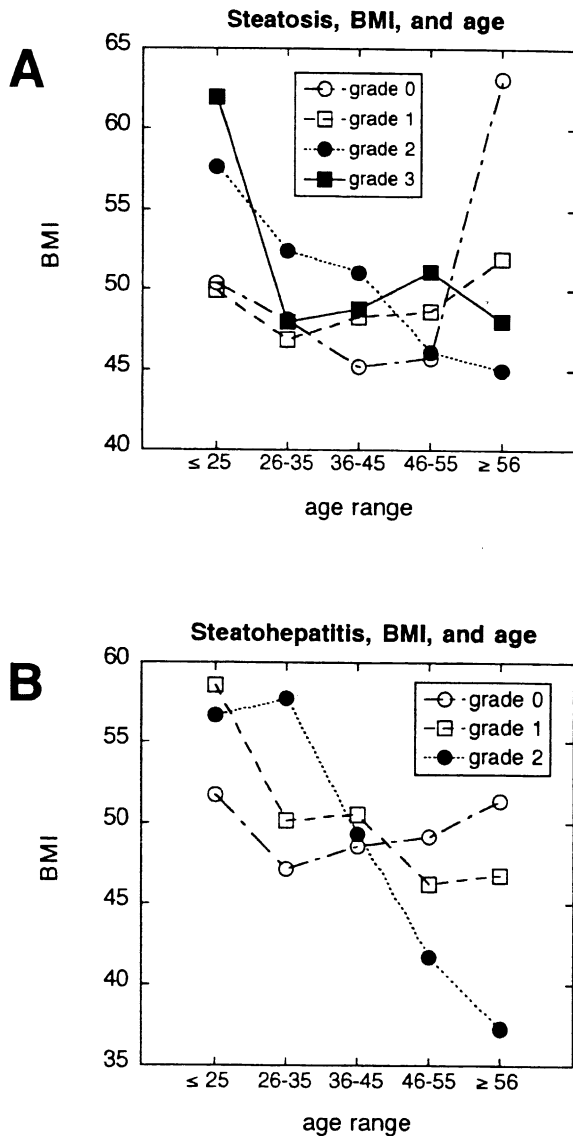 Steatosis, BMI, and age
A
65
60
55
50
45
40
BMI
grade 0
grade 1
grade 2
grade 3
≤ 25 26-35 36-45 46-55 ≥ 56
age range
Steatohepatitis, BMI, and age
B
60
55
50
45
40
35
BMI
grade 0
grade 1
grade 2
≤ 25 26-35 36-45 46-55 ≥ 56
age range